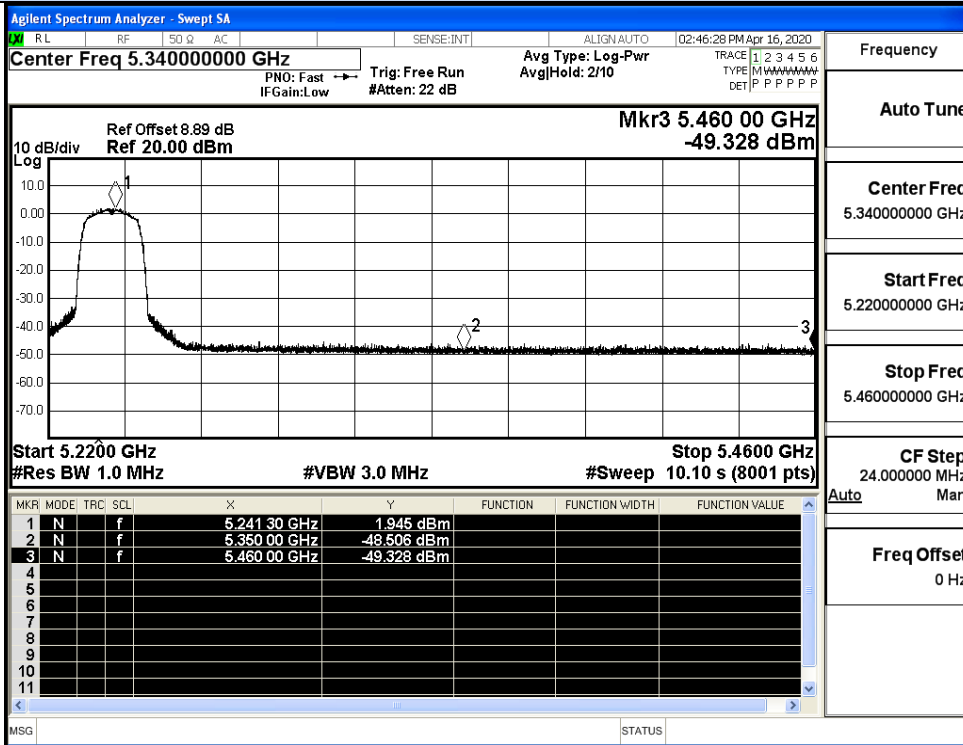 Agilent Spectrum Analyzer - Swept SA
LXI RL RF 50 Ω AC SENSE:INT ALIGN AUTO 02:46:28 PM Apr 16, 2020
Center Freq 5.340000000 GHz
PNO: Fast Trig: Free Run Avg Type: Log-Pwr TRACE 1 2 3 4 5 6
IFGain:Low #Atten: 22 dB Avg|Hold: 2/10 TYPE M WWWWW
DET P P P P P P
Mkr3 5.460 00 GHz
-49.328 dBm
Ref Offset 8.89 dB
10 dB/div Ref 20.00 dBm
Log
10.0
0.00
-10.0
-20.0
-30.0
-40.0
-50.0
-60.0
-70.0
1
2
3
Start 5.2200 GHz Stop 5.4600 GHz
#Res BW 1.0 MHz #VBW 3.0 MHz #Sweep 10.10 s (8001 pts)
MKR MODE TRC SCL X Y FUNCTION FUNCTION WIDTH FUNCTION VALUE
1 N f 5.241 30 GHz 1.945 dBm
2 N f 5.350 00 GHz -48.506 dBm
3 N f 5.460 00 GHz -49.328 dBm
4
5
6
7
8
9
10
11
MSG STATUS
Frequency
Auto Tune
Center Freq
5.340000000 GHz
Start Freq
5.220000000 GHz
Stop Freq
5.460000000 GHz
CF Step
24.000000 MHz
Auto Man
Freq Offset
0 Hz